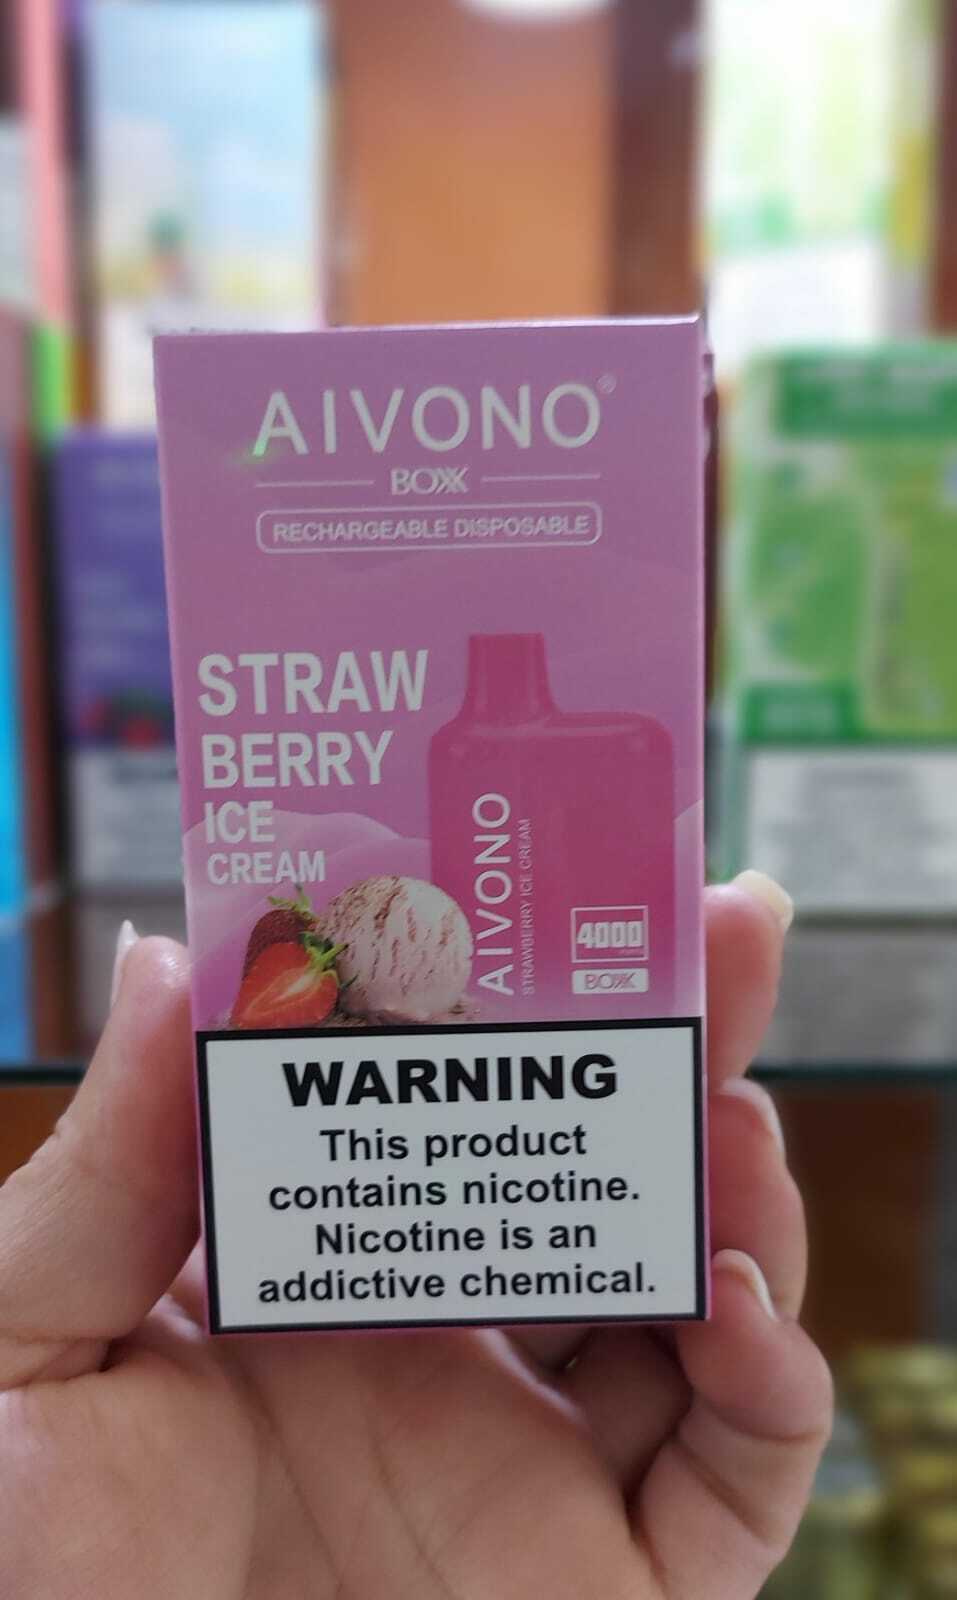 AIVONO®
BOXX
RECHARGEABLE DISPOSABLE
STRAW
BERRY
ICE
CREAM
AIVONO
STRAWBERRY ICE CREAM
4000
BOXX
WARNING
This product
contains nicotine.
Nicotine is an
addictive chemical.